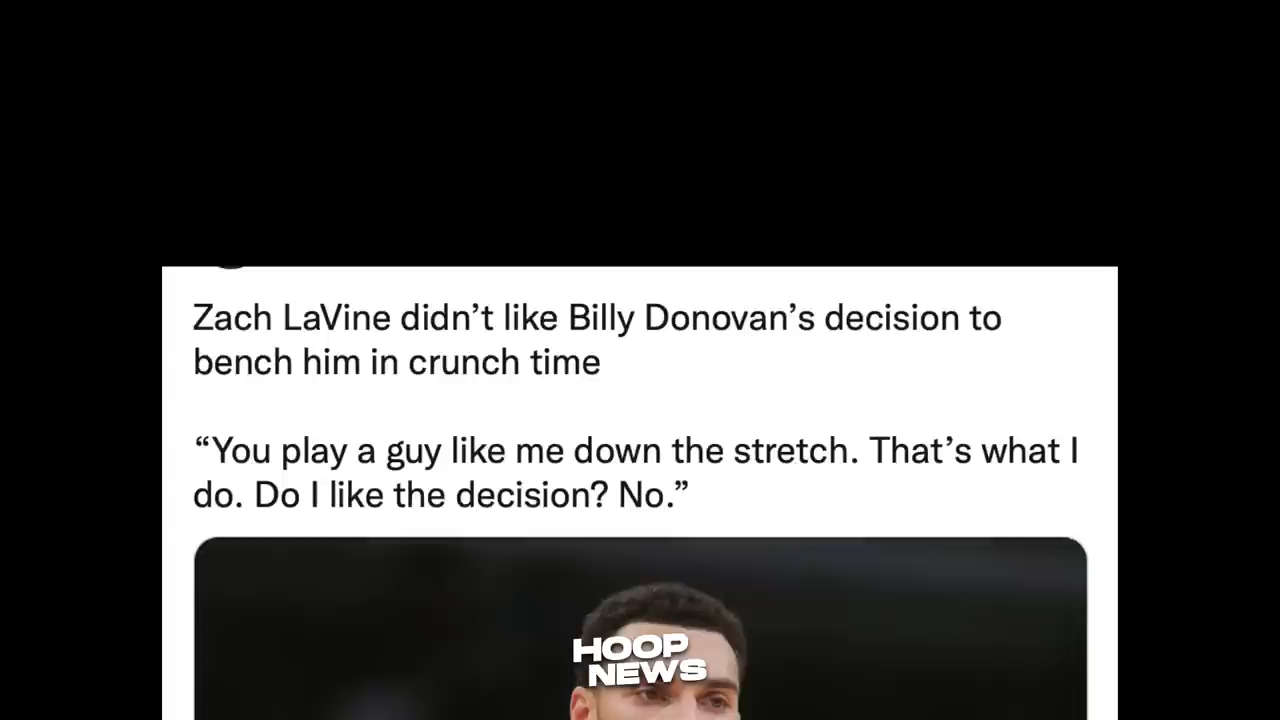 Zach LaVine didn’t like Billy Donovan’s decision to
bench him in crunch time
“You play a guy like me down the stretch. That’s what I
do. Do I like the decision? No.”
HOOP
NEWS